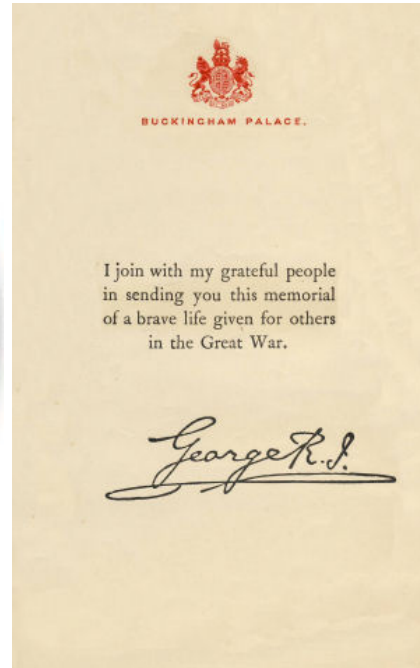 BUCKINGHAM PALACE.
I join with my grateful people
in sending you this memorial
of a brave life given for others
in the Great War.
George R.I.